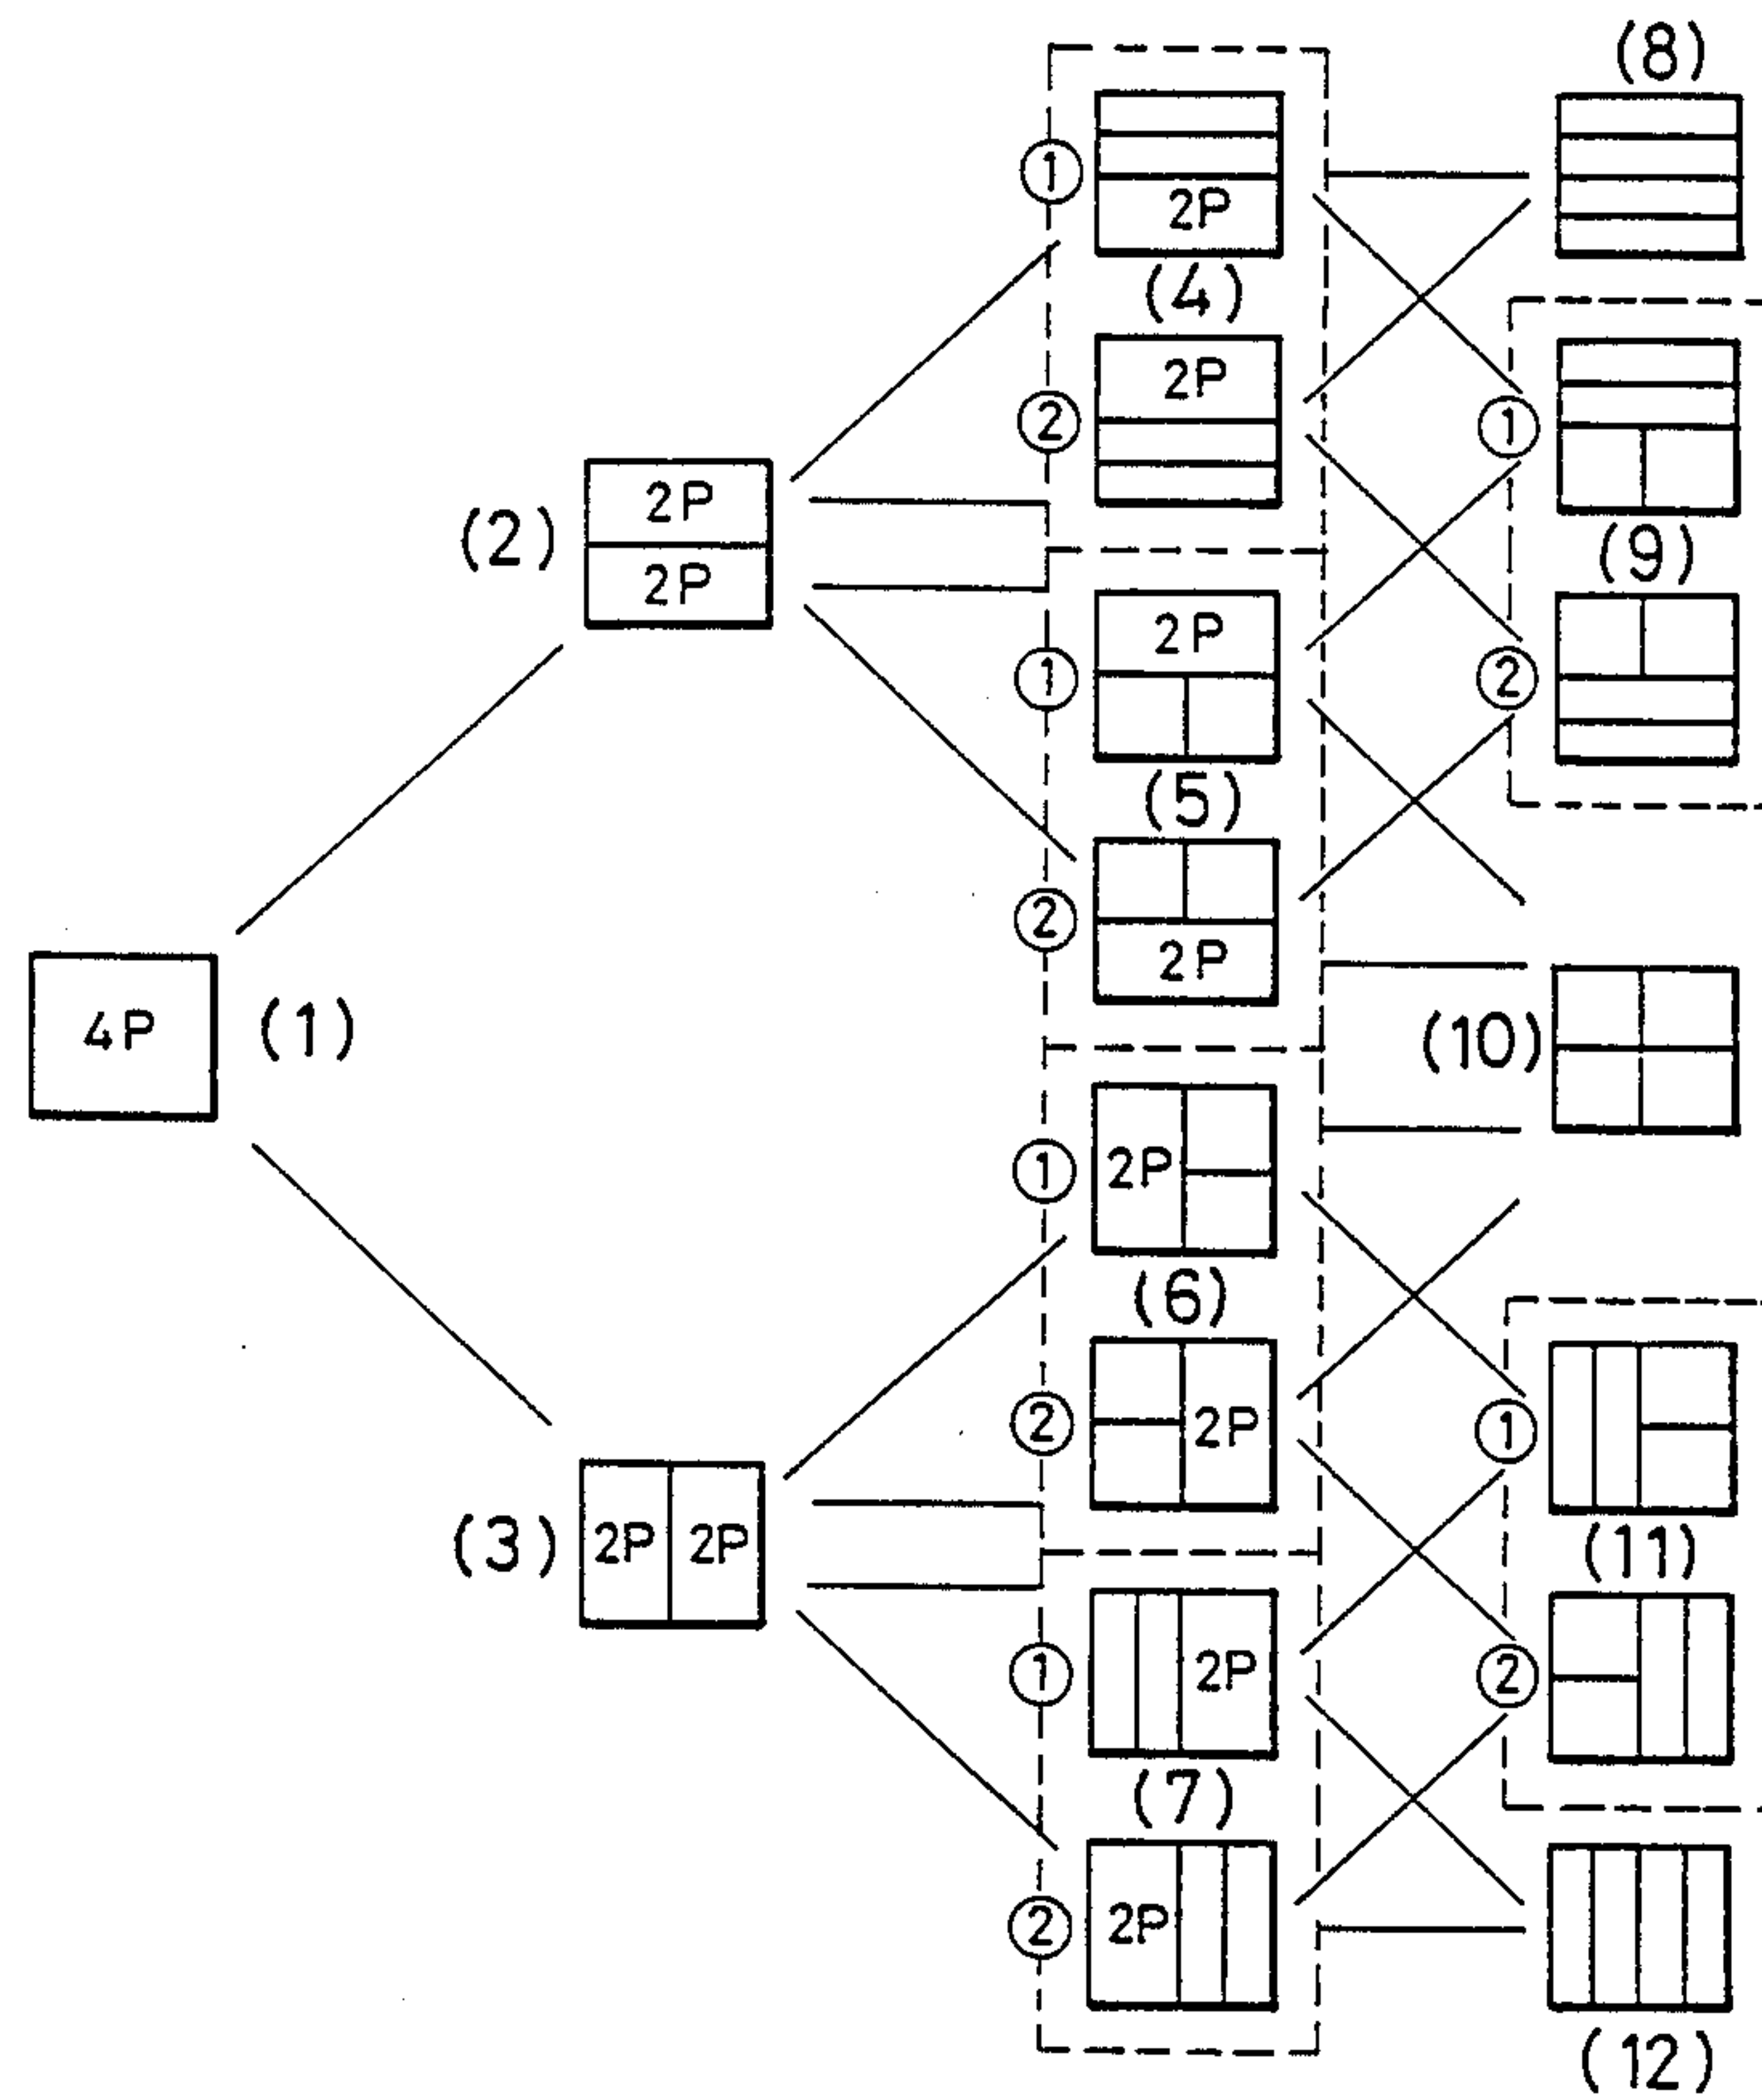 (8)
①
2P
(4)
2P
②
①
2P
(2)
2P
(9)
2P
①
②
(5)
②
2P
4P
(1)
(10)
①
2P
(6)
②
2P
①
(3)
2P 2P
(11)
①
2P
②
(7)
②
2P
(12)